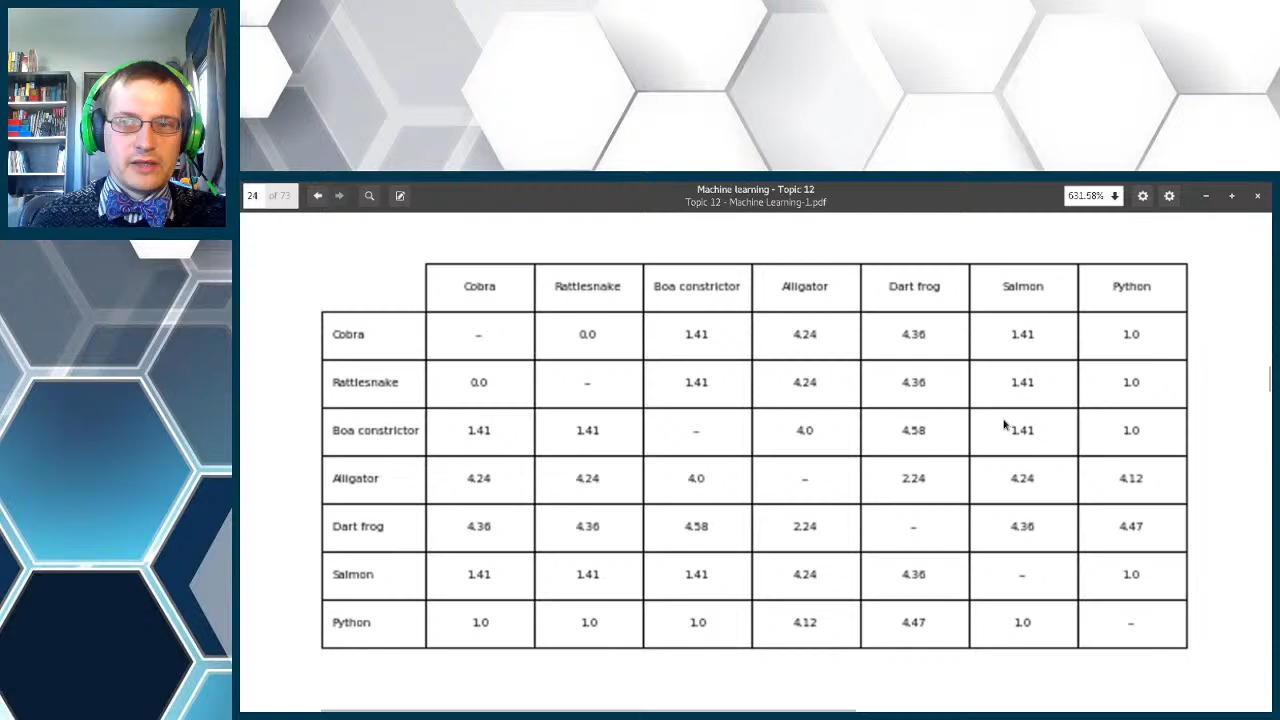 Machine learning - Topic 12
24 of 73
Topic 12 - Machine Learning-1.pdf
631.58%
Cobra Rattlesnake Boa constrictor Alligator Dart frog Salmon Python
Cobra – 0.0 1.41 4.24 4.36 1.41 1.0
Rattlesnake 0.0 – 1.41 4.24 4.36 1.41 1.0
Boa constrictor 1.41 1.41 – 4.0 4.58 1.41 1.0
Alligator 4.24 4.24 4.0 – 2.24 4.24 4.12
Dart frog 4.36 4.36 4.58 2.24 – 4.36 4.47
Salmon 1.41 1.41 1.41 4.24 4.36 – 1.0
Python 1.0 1.0 1.0 4.12 4.47 1.0 –